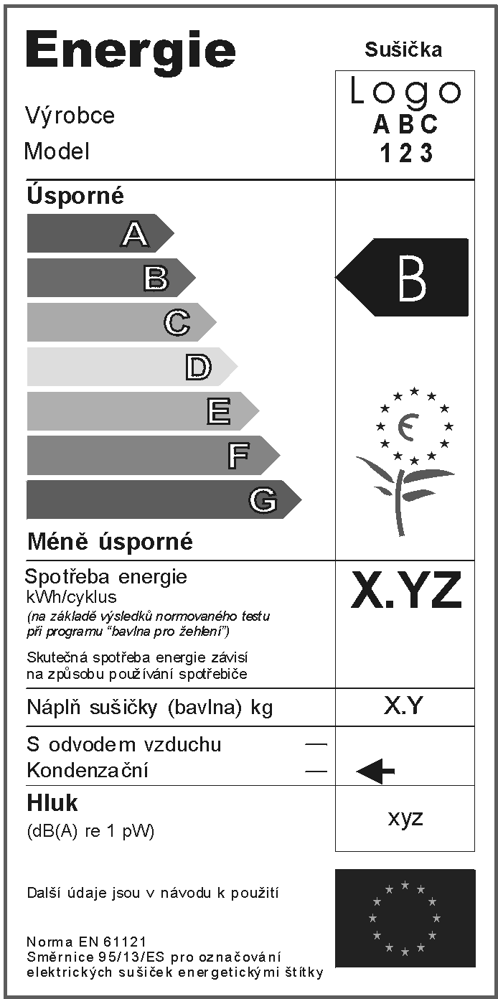 Energie
Sušička
Výrobce
Logo
ABC
Model
123
Úsporné
A
B
B
C
D
E
F
G
Méně úsporné
Spotřeba energie
X.YZ
kWh/cyklus
(na základě výsledků normovaného testu
při programu “bavlna pro žehlení”)
Skutečná spotřeba energie závisí
na způsobu používání spotřebiče
Náplň sušičky (bavlna) kg
X.Y
S odvodem vzduchu —
Kondenzační —
Hluk
(dB(A) re 1 pW)
xyz
Další údaje jsou v návodu k použití
Norma EN 61121
Směrnice 95/13/ES pro označování
elektrických sušiček energetickými štítky